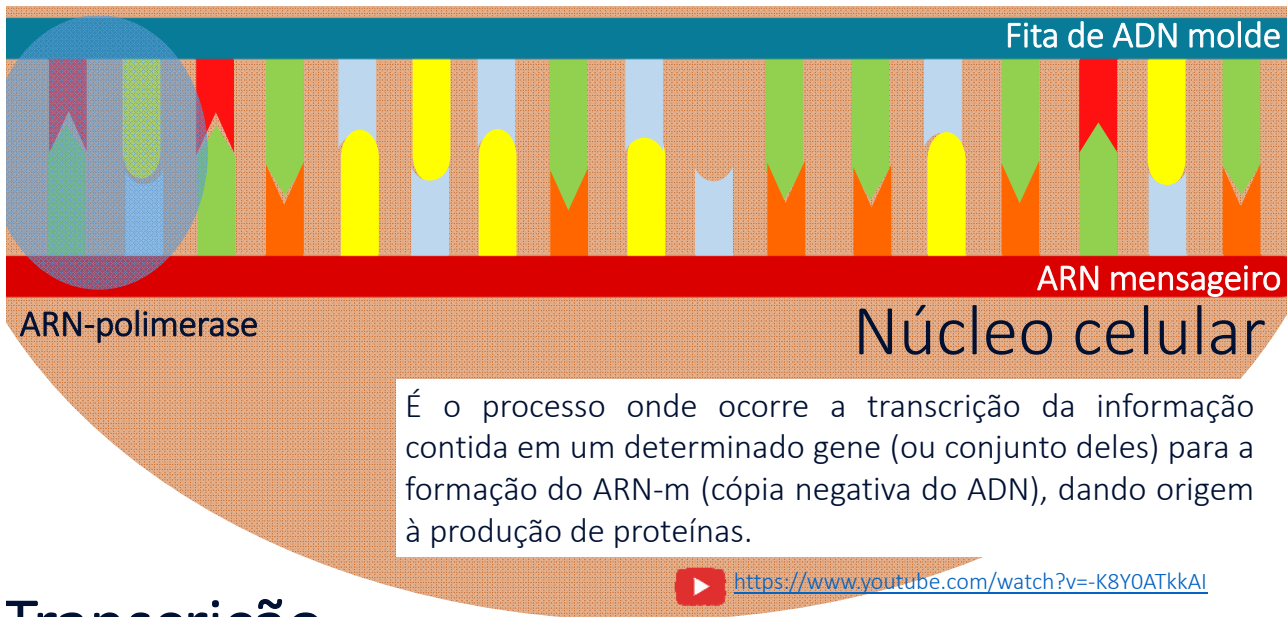 Fita de ADN molde
ARN mensageiro
ARN-polimerase
Núcleo celular
É o processo onde ocorre a transcrição da informação
contida em um determinado gene (ou conjunto deles) para a
formação do ARN-m (cópia negativa do ADN), dando origem
à produção de proteínas.
https://www.youtube.com/watch?v=-K8Y0ATkkAI
Transcrição